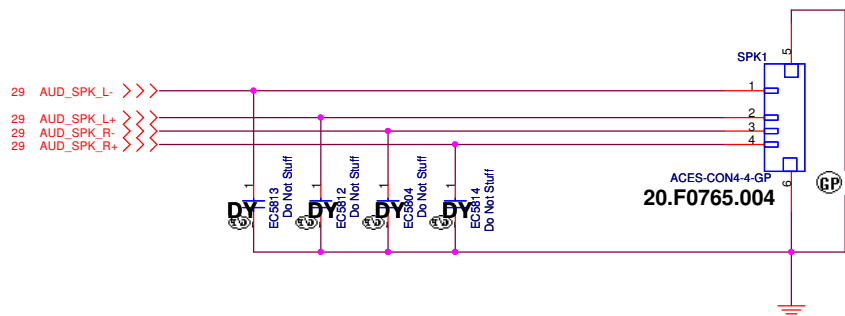 SPK1
5
29 AUD_SPK_L- 1
29 AUD_SPK_L+ 2
29 AUD_SPK_R- 3
29 AUD_SPK_R+ 4
ACES-CON4-4-GP
20.F0765.004
6
GP
1
DY
EC5813
Do Not Stuff
1
DY
EC5812
Do Not Stuff
1
DY
EC5804
Do Not Stuff
1
DY
EC5814
Do Not Stuff